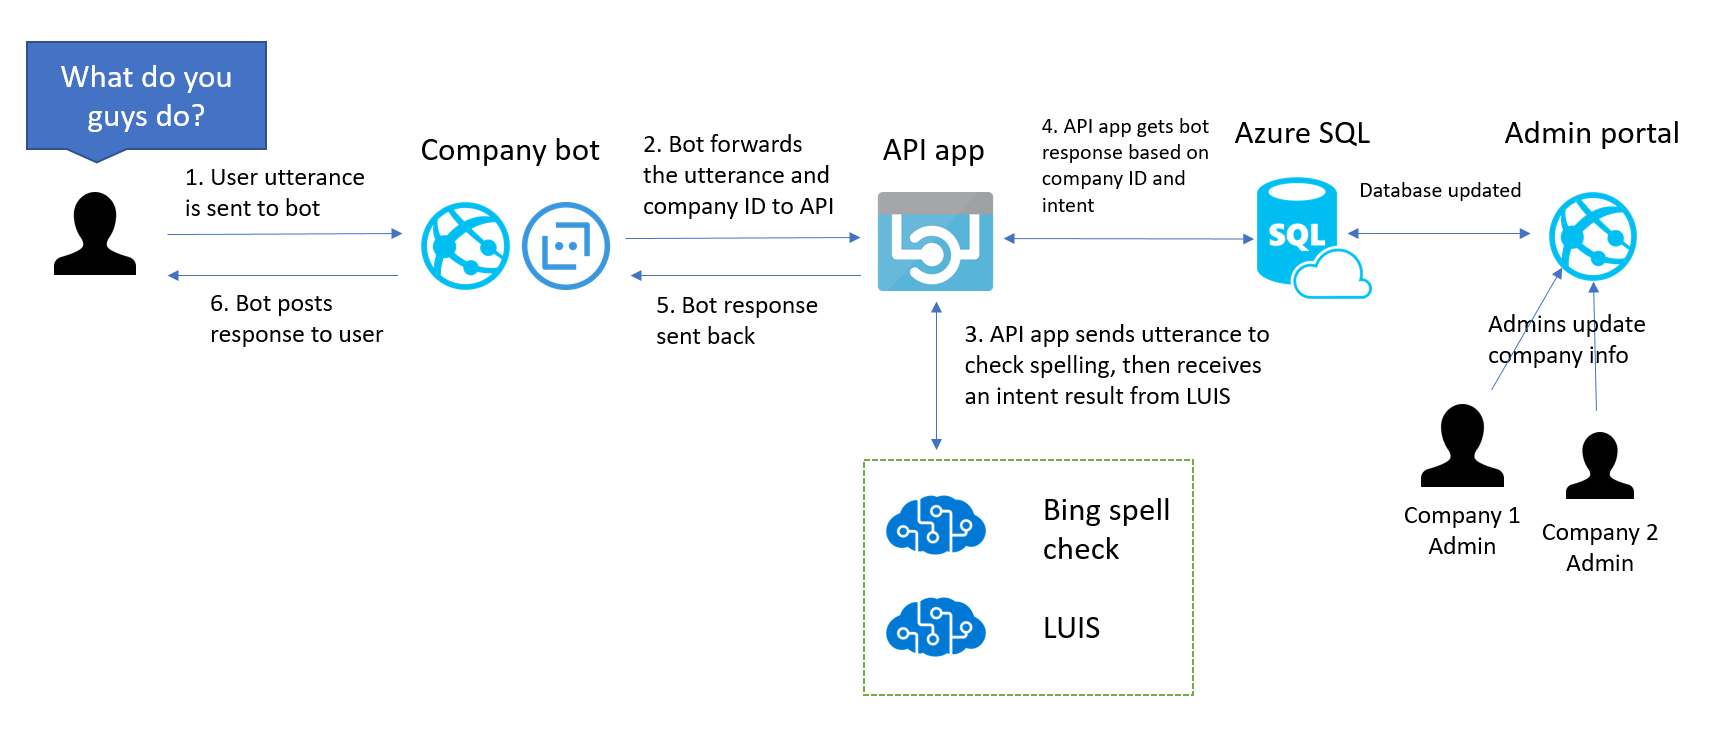 What do you
guys do?
1. User utterance
is sent to bot
6. Bot posts
response to user
Company bot
2. Bot forwards
the utterance and
company ID to API
5. Bot response
sent back
API app
3. API app sends utterance to
check spelling, then receives
an intent result from LUIS
Bing spell
check
LUIS
4. API app gets bot
response based on
company ID and
intent
Azure SQL
SQL
Database updated
Admin portal
Admins update
company info
Company 1
Admin
Company 2
Admin